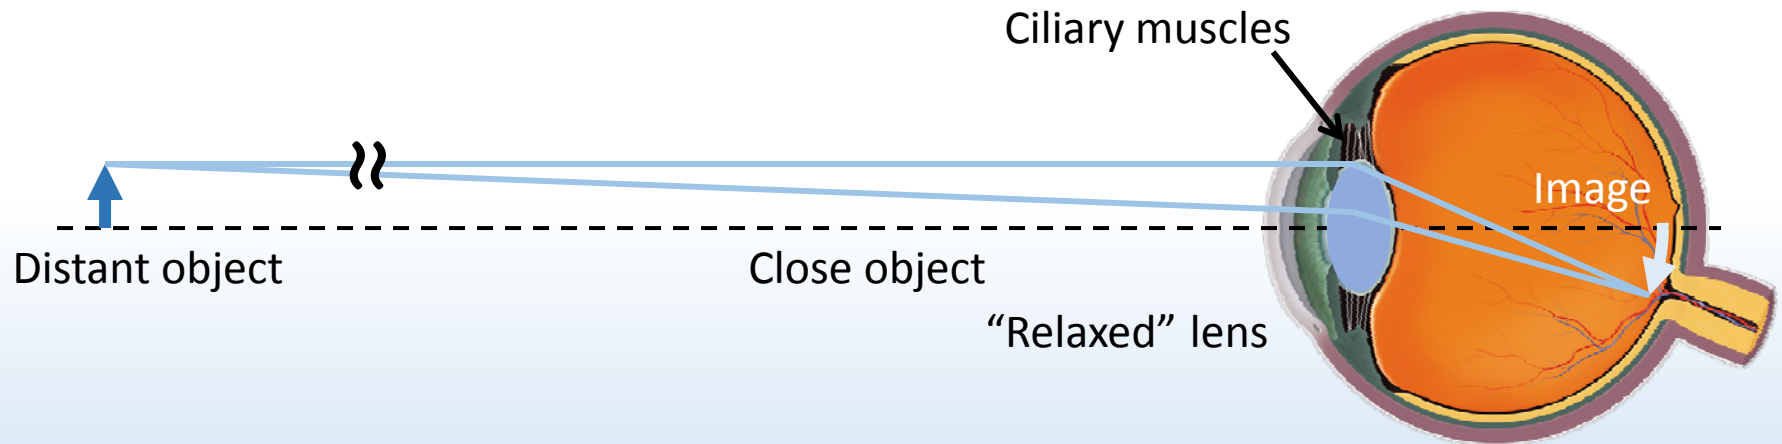 Ciliary muscles
Image
Distant object
Close object
“Relaxed” lens